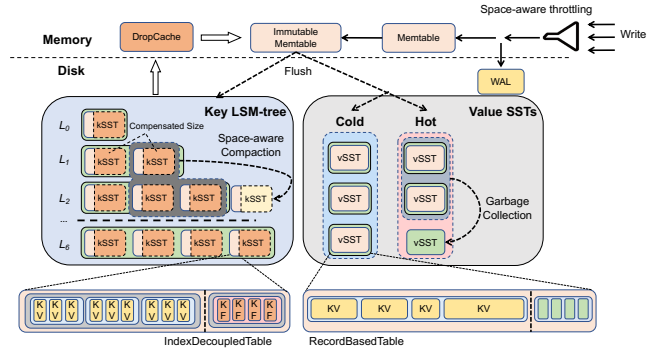 Space-aware throttling
Memory
DropCache
Immutable
Memtable
Memtable
Write
Disk
Flush
WAL
Key LSM-tree
Value SSTs
L0
kSST
Compensated Size
Cold
Hot
L1
kSST
kSST
Space-aware
Compaction
vSST
vSST
L2
kSST
kSST
kSST
kSST
vSST
vSST
Garbage
Collection
...
L6
kSST
kSST
kSST
kSST
vSST
vSST
K K K K K K K K K K K K K
V V V V V V V V V F F F F
IndexDecoupledTable
KV KV KV KV
RecordBasedTable